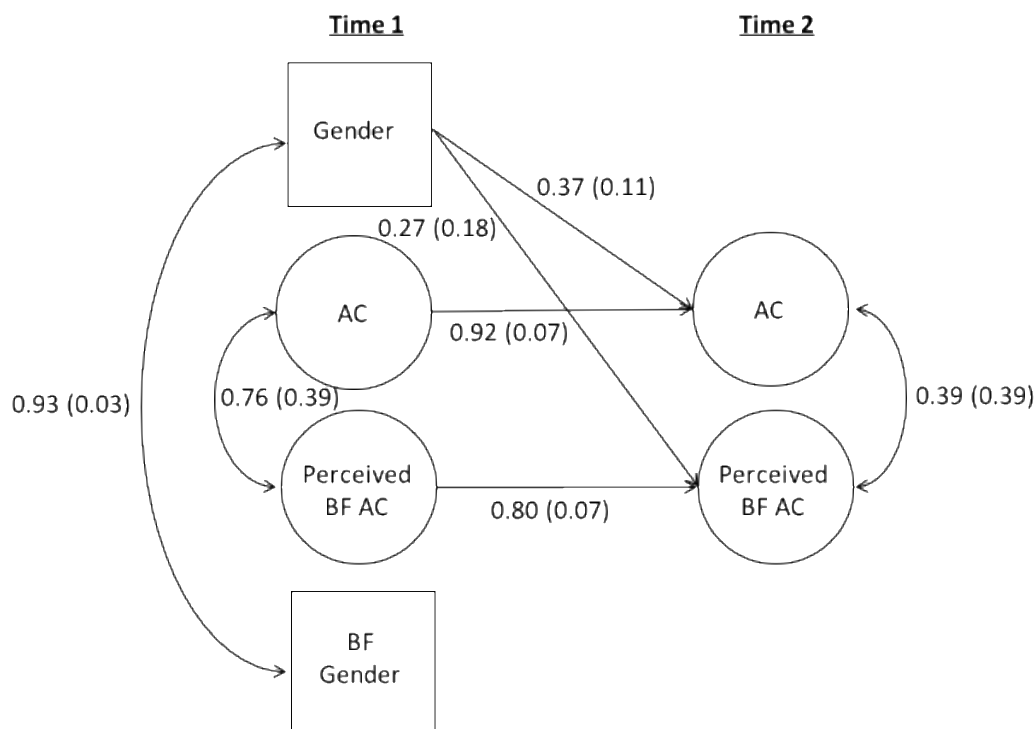 Time 1
Time 2
Gender
0.37 (0.11)
0.27 (0.18)
AC
AC
0.92 (0.07)
0.76 (0.39)
0.93 (0.03)
0.39 (0.39)
Perceived
BF AC
Perceived
BF AC
0.80 (0.07)
BF
Gender